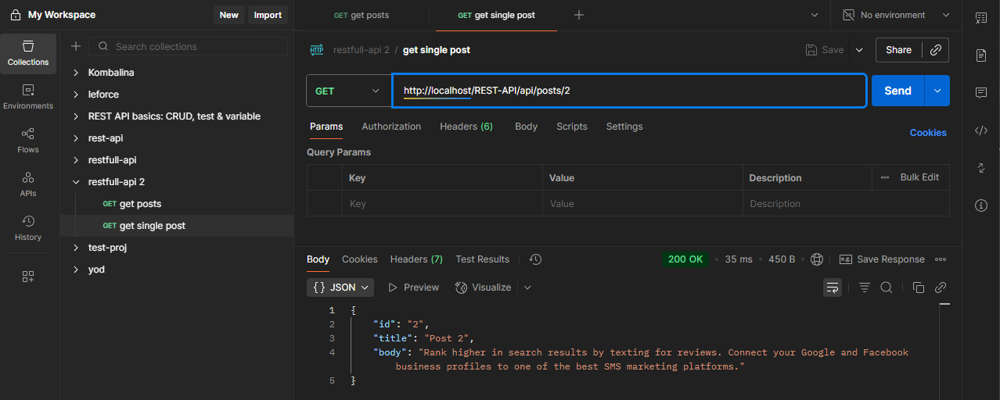 My Workspace
New
Import
GET get posts
GET get single post
No environment
Collections
Environments
Flows
APIs
History
Search collections
Kombalina
leforce
REST API basics: CRUD, test & variable
rest-api
restfull-api
restfull-api 2
GET get posts
GET get single post
test-proj
yod
HTTP restfull-api 2 / get single post
Save
Share
GET
http://localhost/REST-API/api/posts/2
Send
Params
Authorization
Headers (6)
Body
Scripts
Settings
Cookies
Query Params
Key
Value
Description
Bulk Edit
Key
Value
Description
Body
Cookies
Headers (7)
Test Results
200 OK
35 ms
450 B
e.g. Save Response
{} JSON
Preview
Visualize
1 {
2 "id": "2",
3 "title": "Post 2",
4 "body": "Rank higher in search results by texting for reviews. Connect your Google and Facebook
business profiles to one of the best SMS marketing platforms."
5 }